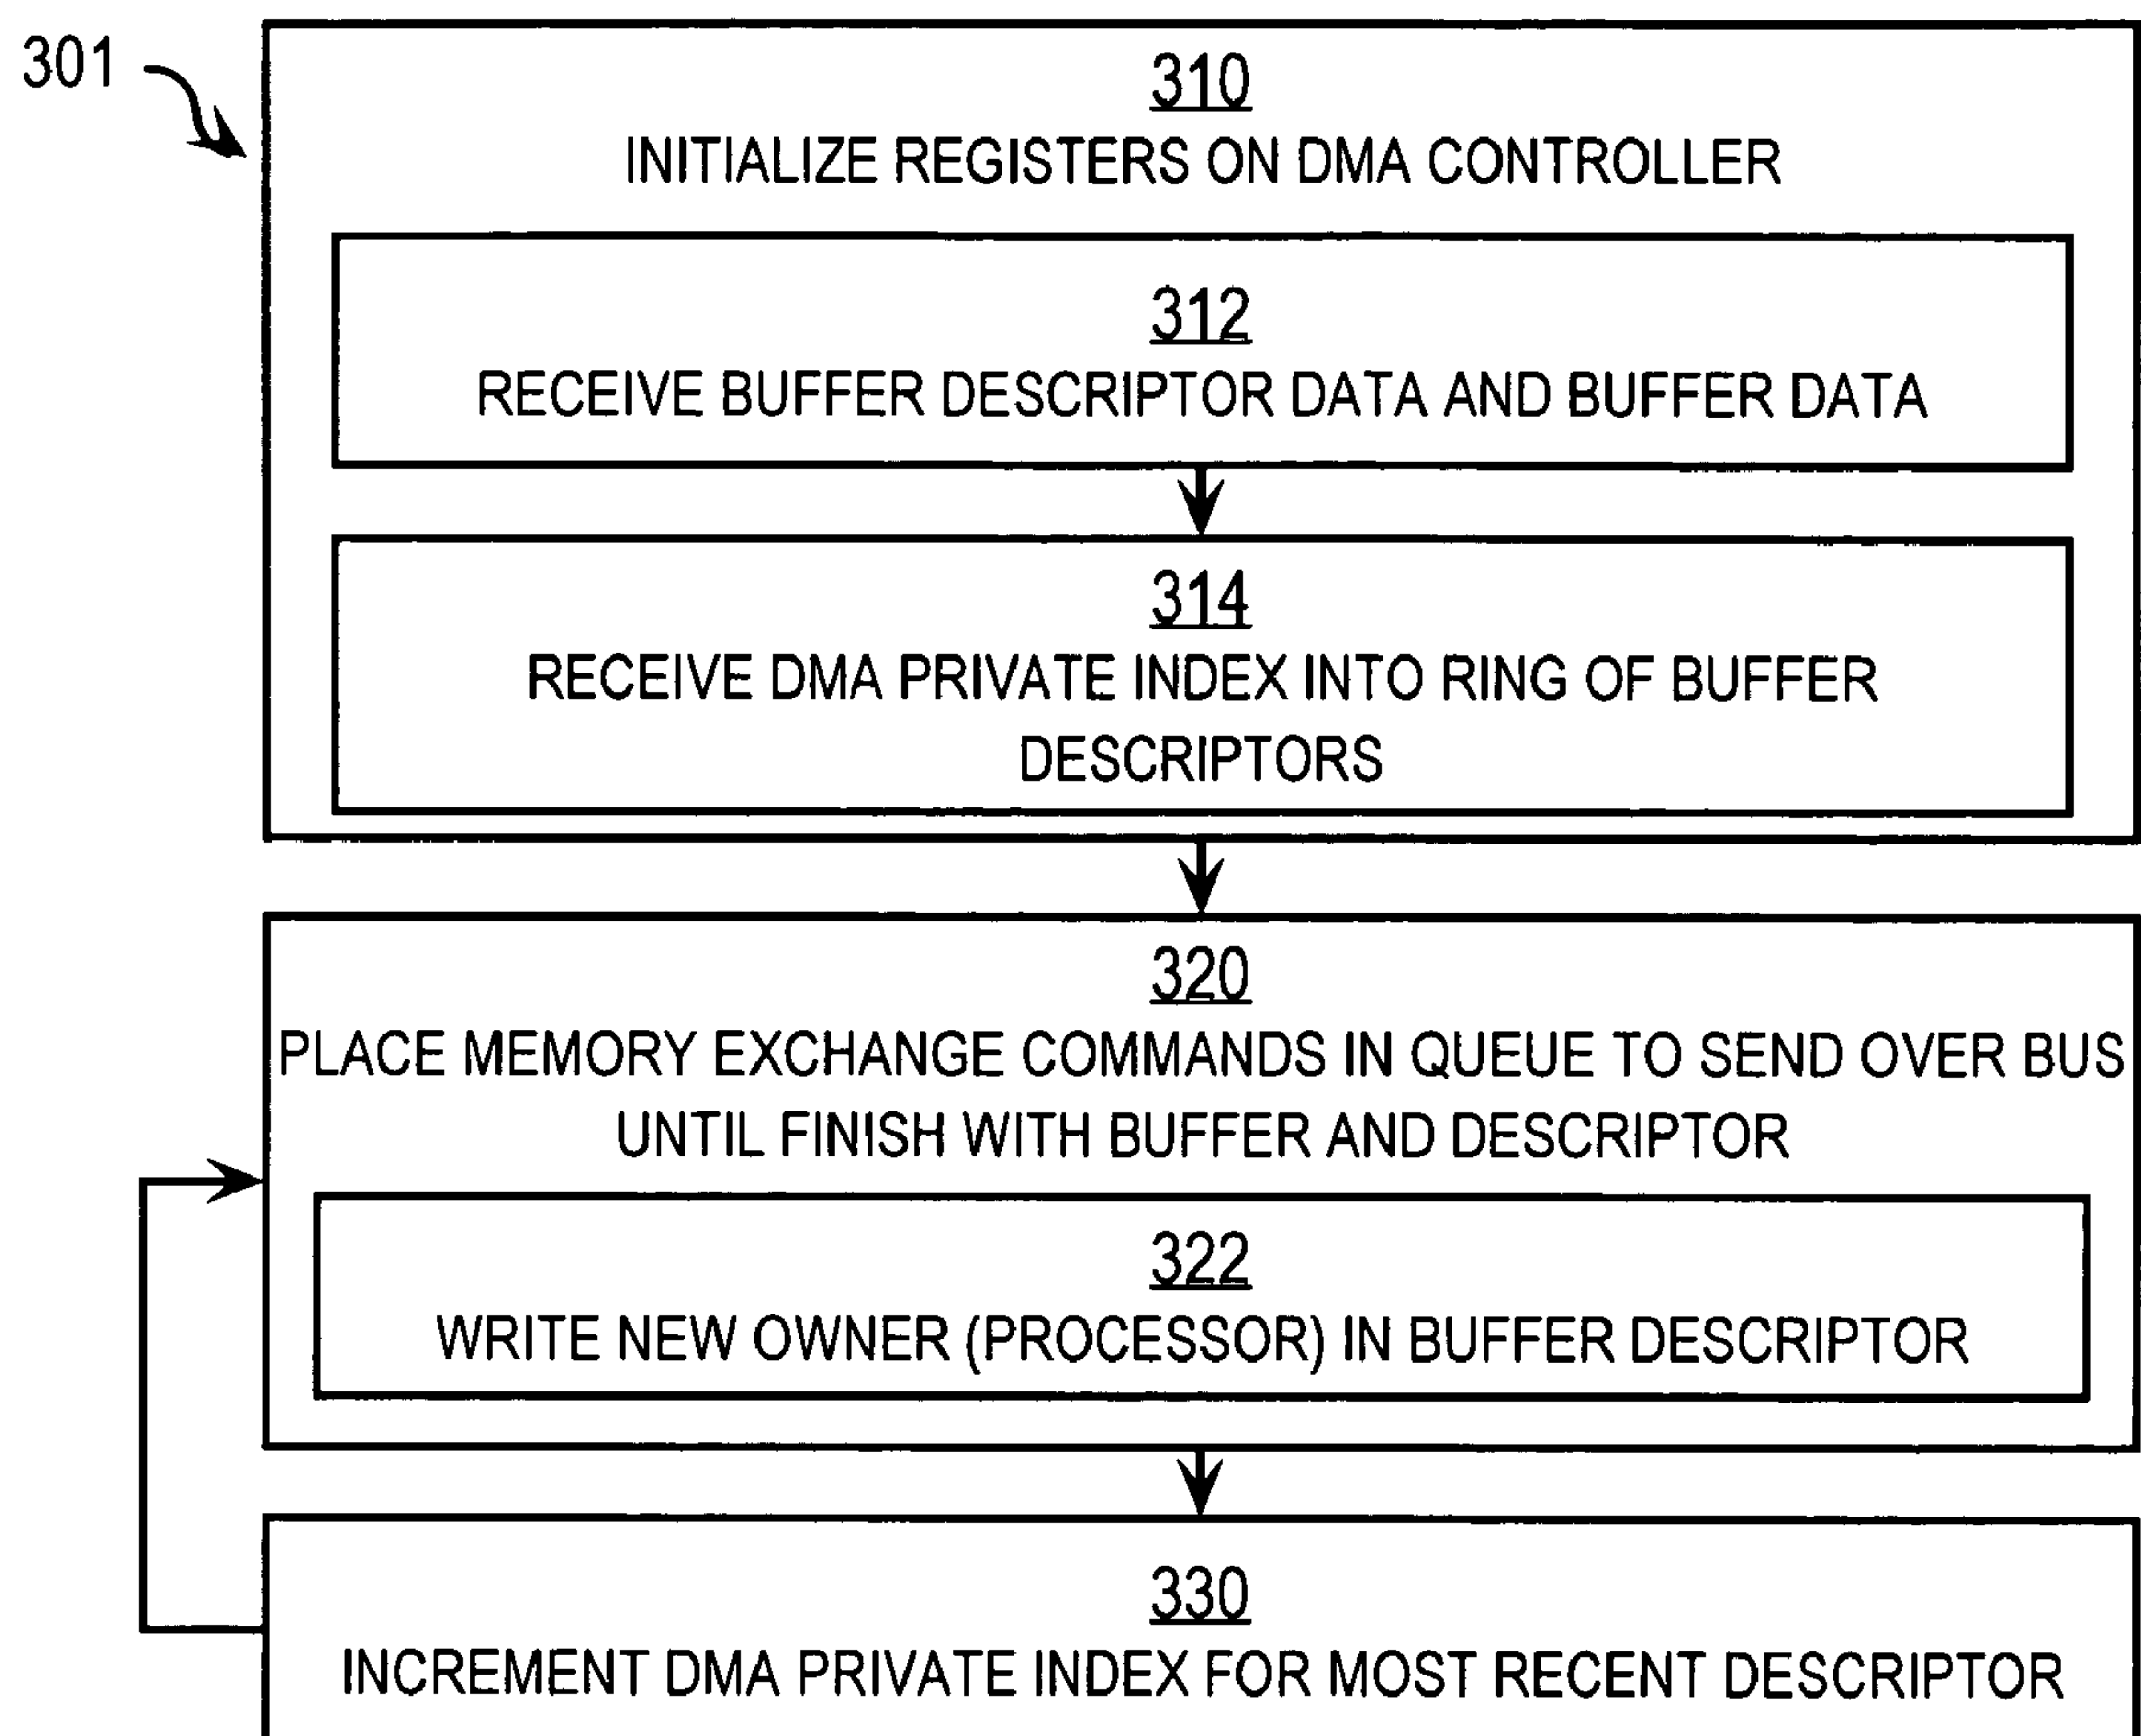 301
310
INITIALIZE REGISTERS ON DMA CONTROLLER
312
RECEIVE BUFFER DESCRIPTOR DATA AND BUFFER DATA
314
RECEIVE DMA PRIVATE INDEX INTO RING OF BUFFER
DESCRIPTORS
320
PLACE MEMORY EXCHANGE COMMANDS IN QUEUE TO SEND OVER BUS
UNTIL FINISH WITH BUFFER AND DESCRIPTOR
322
WRITE NEW OWNER (PROCESSOR) IN BUFFER DESCRIPTOR
330
INCREMENT DMA PRIVATE INDEX FOR MOST RECENT DESCRIPTOR